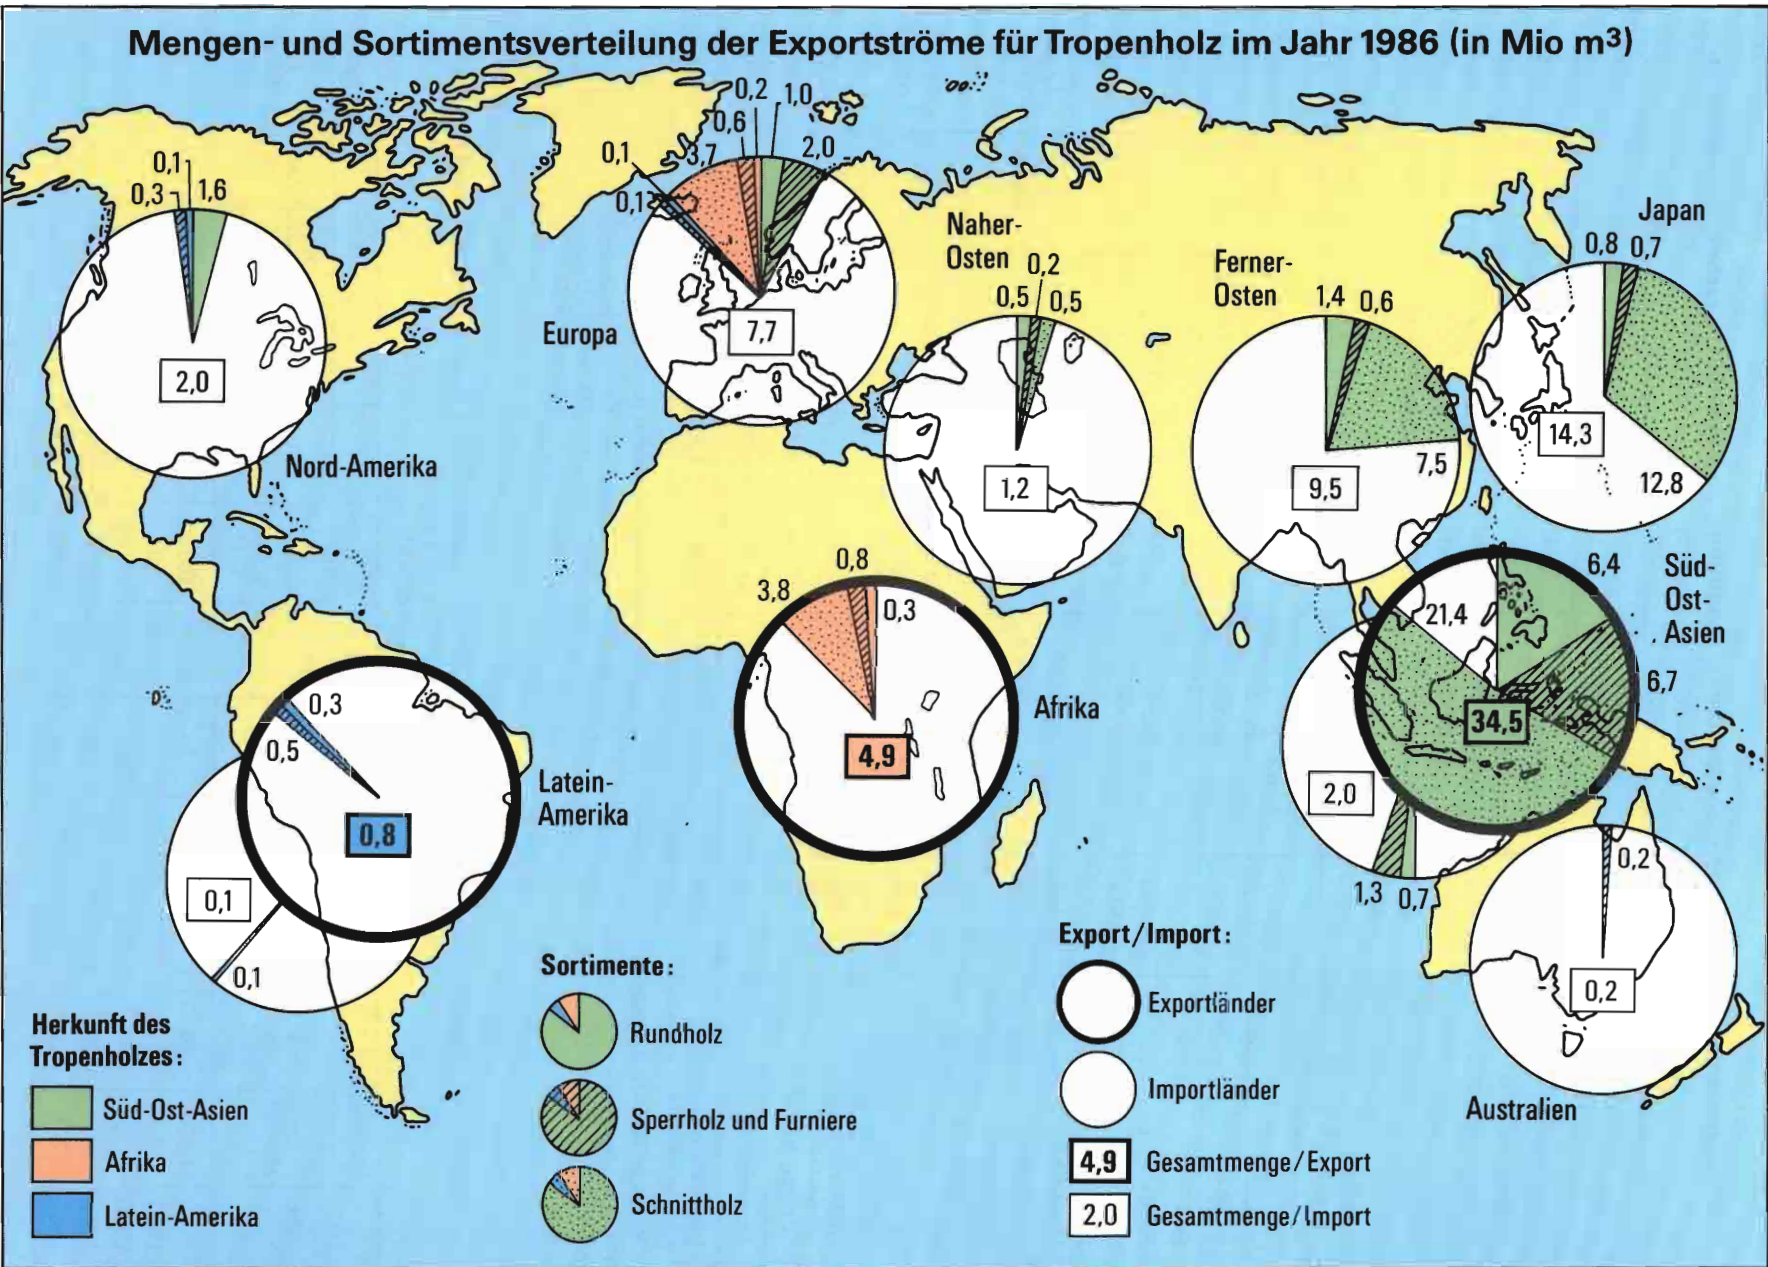 Mengen- und Sortimentsverteilung der Exportströme für Tropenholz im Jahr 1986 (in Mio m³)
0,1
0,3
1,6
2,0
Nord-Amerika
0,2
1,0
0,6
2,0
0,1
3,7
0,1
7,7
Europa
Naher-
Osten
0,2
0,5
0,5
1,2
Ferner-
Osten
1,4
0,6
7,5
9,5
Japan
0,8
0,7
14,3
12,8
0,3
0,5
0,8
Latein-
Amerika
0,1
0,1
0,8
3,8
0,3
4,9
Afrika
6,4
Süd-
Ost-
Asien
21,4
6,7
34,5
2,0
1,3
0,7
0,2
0,2
Australien
Herkunft des
Tropenholzes:
Süd-Ost-Asien
Afrika
Latein-Amerika
Sortimente:
Rundholz
Sperrholz und Furniere
Schnittholz
Export/Import:
Exportländer
Importländer
4,9 Gesamtmenge/Export
2,0 Gesamtmenge/Import